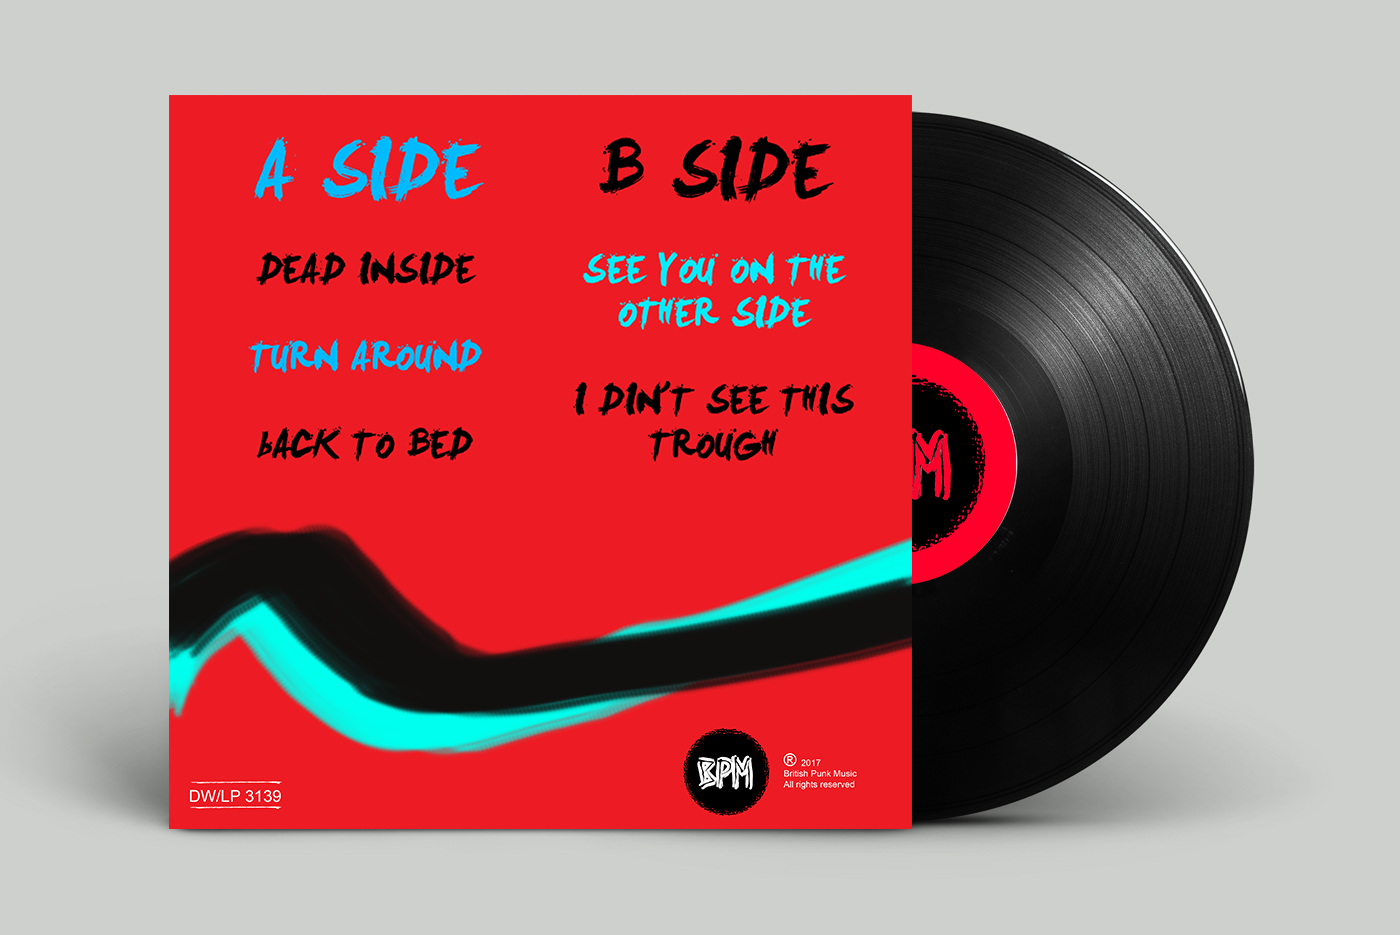 A SIDE
DEAD INSIDE
TURN AROUND
bACK TO BED
B SIDE
SEE YOU ON THE
OTHER SIDE
I DIN'T SEE THIS
TROUGH
DW/LP 3139
BPM
® 2017
British Punk Music
All rights reserved
M